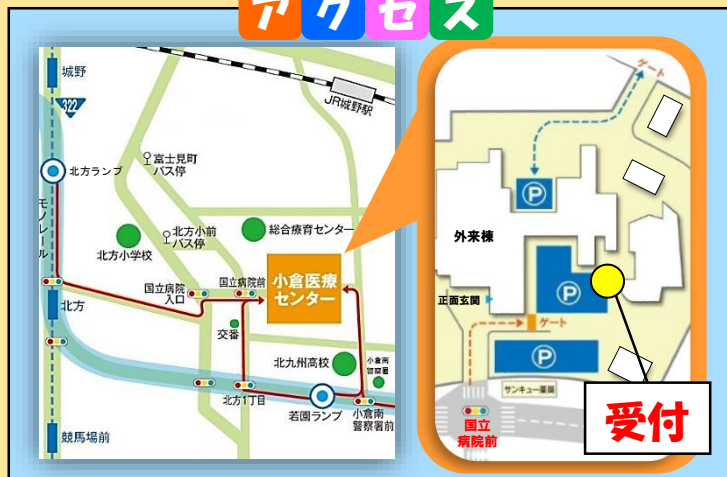 アクセス
城野
322
JR城野駅
北方ランプ
富士見町
バス停
モノレール
北方小前
バス停
総合療育センター
北方小学校
国立病院
入口
国立病院前
小倉医療
センター
北方
交番
北九州高校
小倉南
警察署
北方1丁目
若園ランプ
小倉南
警察署前
競馬場前
ゲート
P
外来棟
P
正面玄関
ゲート
P
サンキュー薬局
国立
病院前
受付